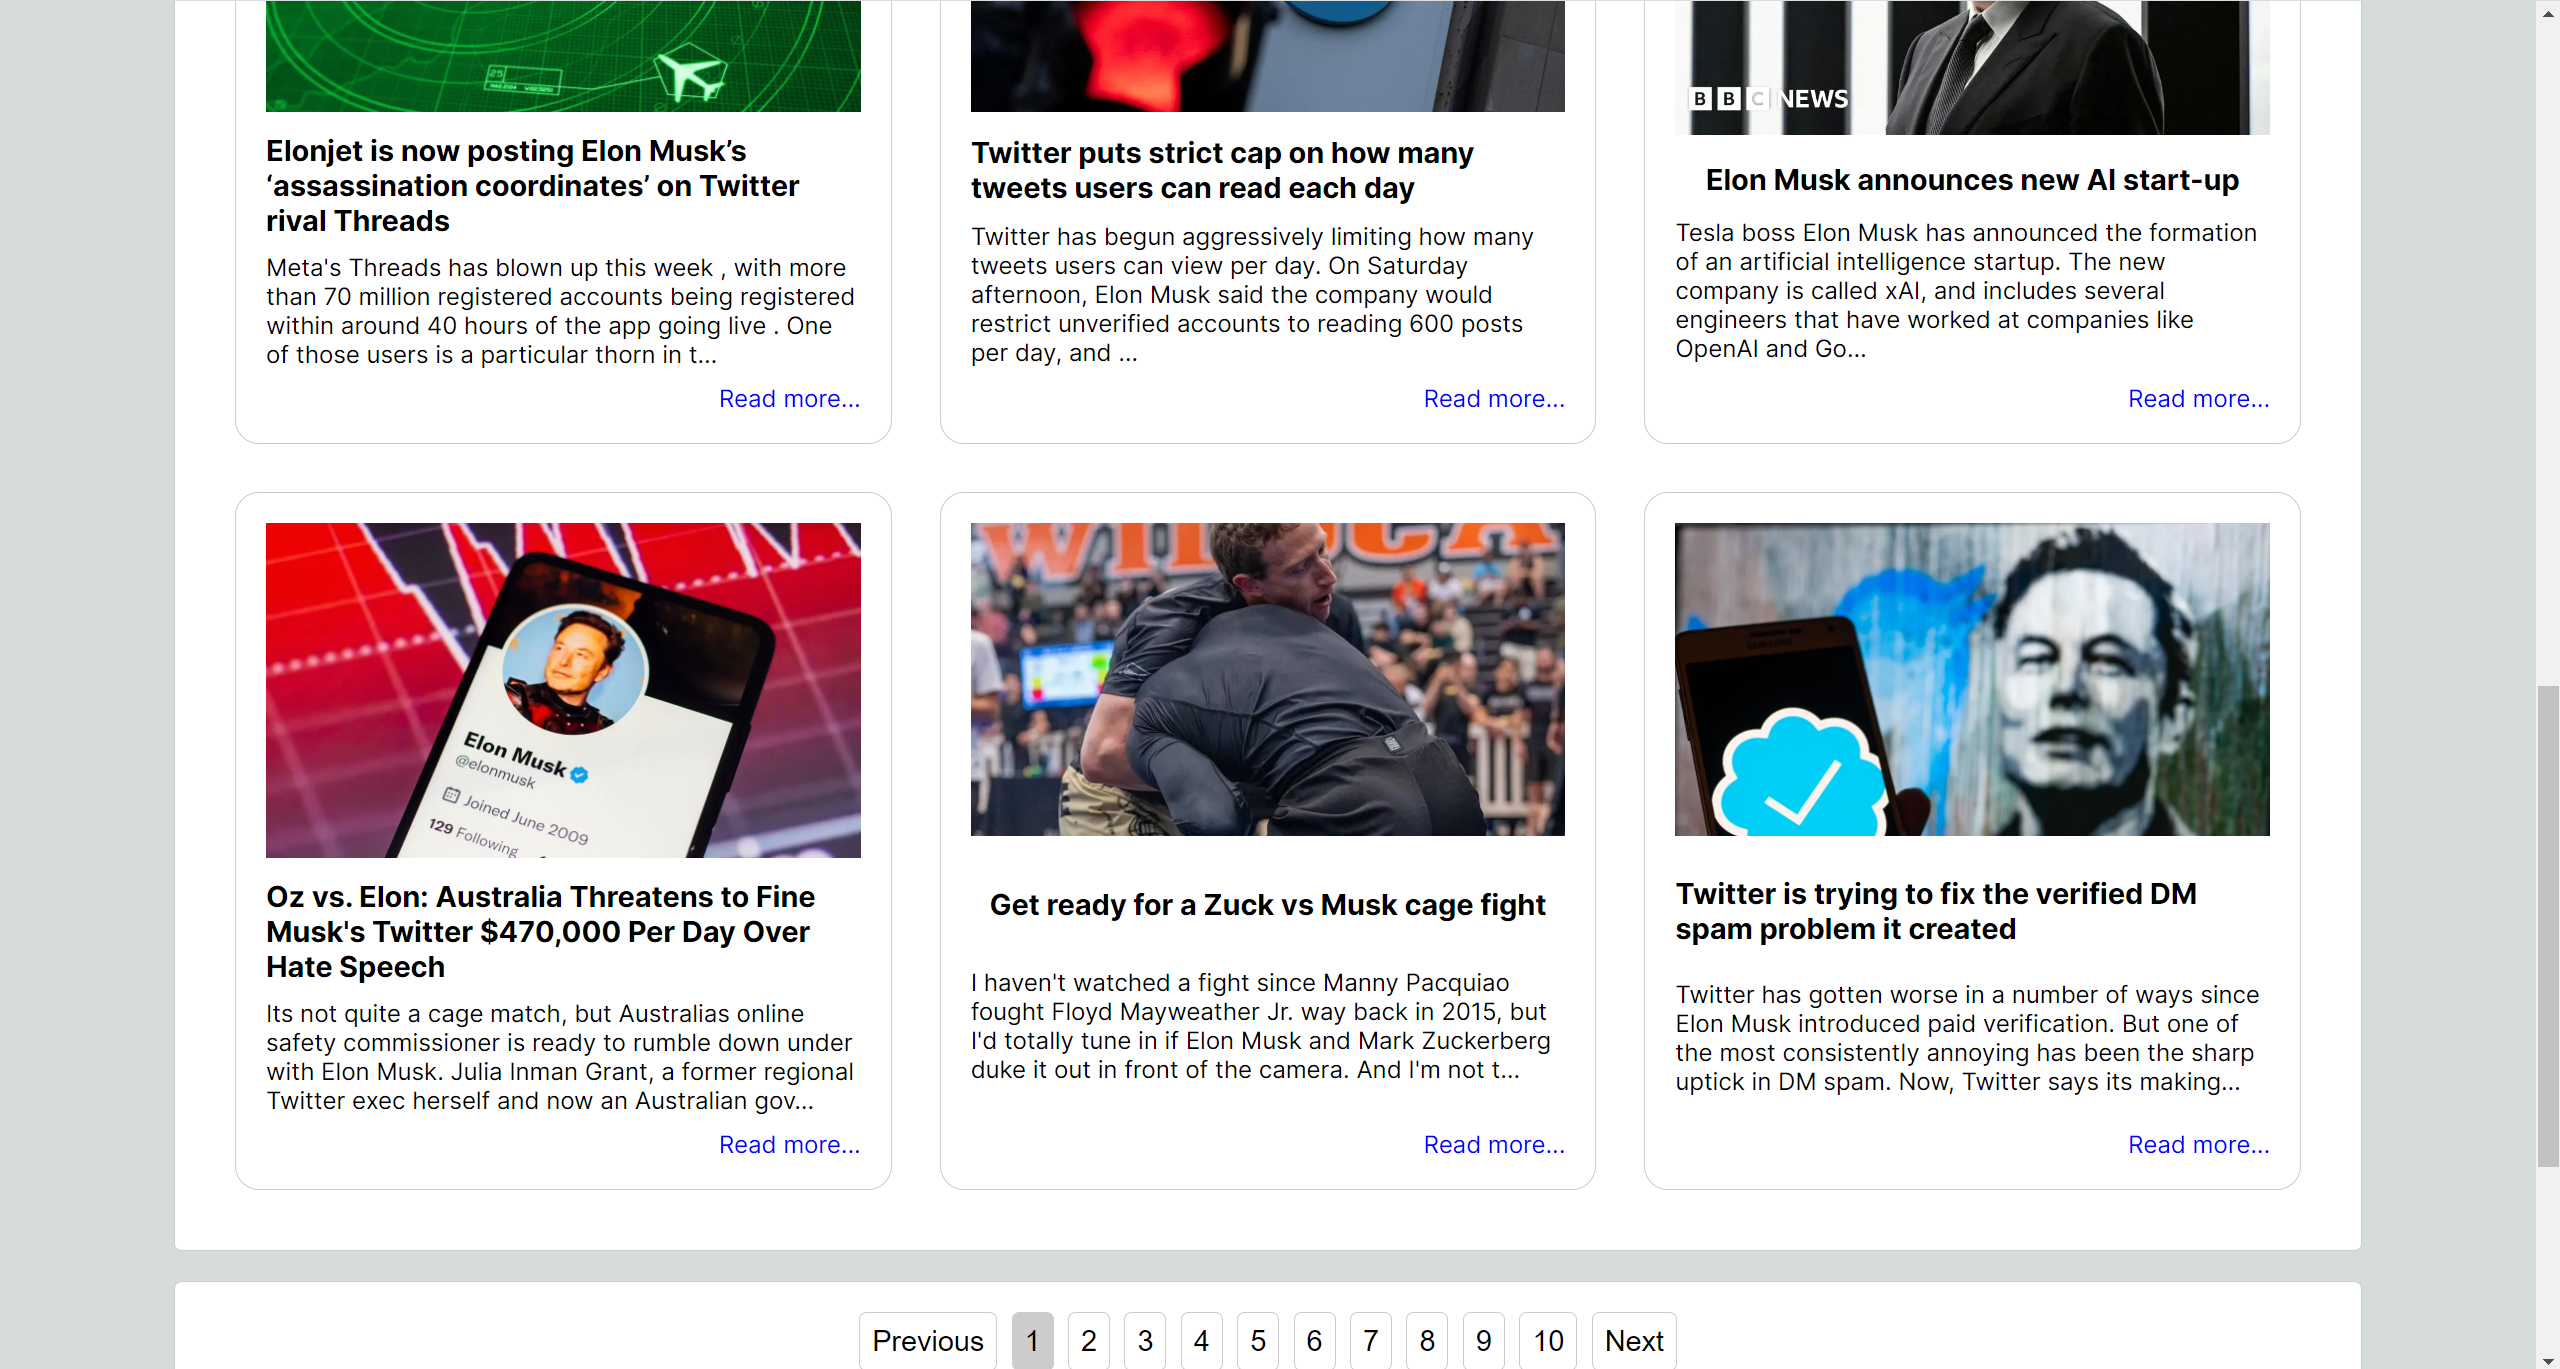 25
BBC NEWS
Elonjet is now posting Elon Musk’s
‘assassination coordinates’ on Twitter
rival Threads
Meta's Threads has blown up this week , with more
than 70 million registered accounts being registered
within around 40 hours of the app going live . One
of those users is a particular thorn in t...
Read more...
Twitter puts strict cap on how many
tweets users can read each day
Twitter has begun aggressively limiting how many
tweets users can view per day. On Saturday
afternoon, Elon Musk said the company would
restrict unverified accounts to reading 600 posts
per day, and ...
Read more...
Elon Musk announces new AI start-up
Tesla boss Elon Musk has announced the formation
of an artificial intelligence startup. The new
company is called xAI, and includes several
engineers that have worked at companies like
OpenAI and Go...
Read more...
Elon Musk
@elonmusk
Joined June 2009
129 Following
Oz vs. Elon: Australia Threatens to Fine
Musk's Twitter $470,000 Per Day Over
Hate Speech
Its not quite a cage match, but Australias online
safety commissioner is ready to rumble down under
with Elon Musk. Julia Inman Grant, a former regional
Twitter exec herself and now an Australian gov...
Read more...
Get ready for a Zuck vs Musk cage fight
I haven't watched a fight since Manny Pacquiao
fought Floyd Mayweather Jr. way back in 2015, but
I'd totally tune in if Elon Musk and Mark Zuckerberg
duke it out in front of the camera. And I'm not t...
Read more...
SAMSUNG
Twitter is trying to fix the verified DM
spam problem it created
Twitter has gotten worse in a number of ways since
Elon Musk introduced paid verification. But one of
the most consistently annoying has been the sharp
uptick in DM spam. Now, Twitter says its making...
Read more...
Previous 1 2 3 4 5 6 7 8 9 10 Next